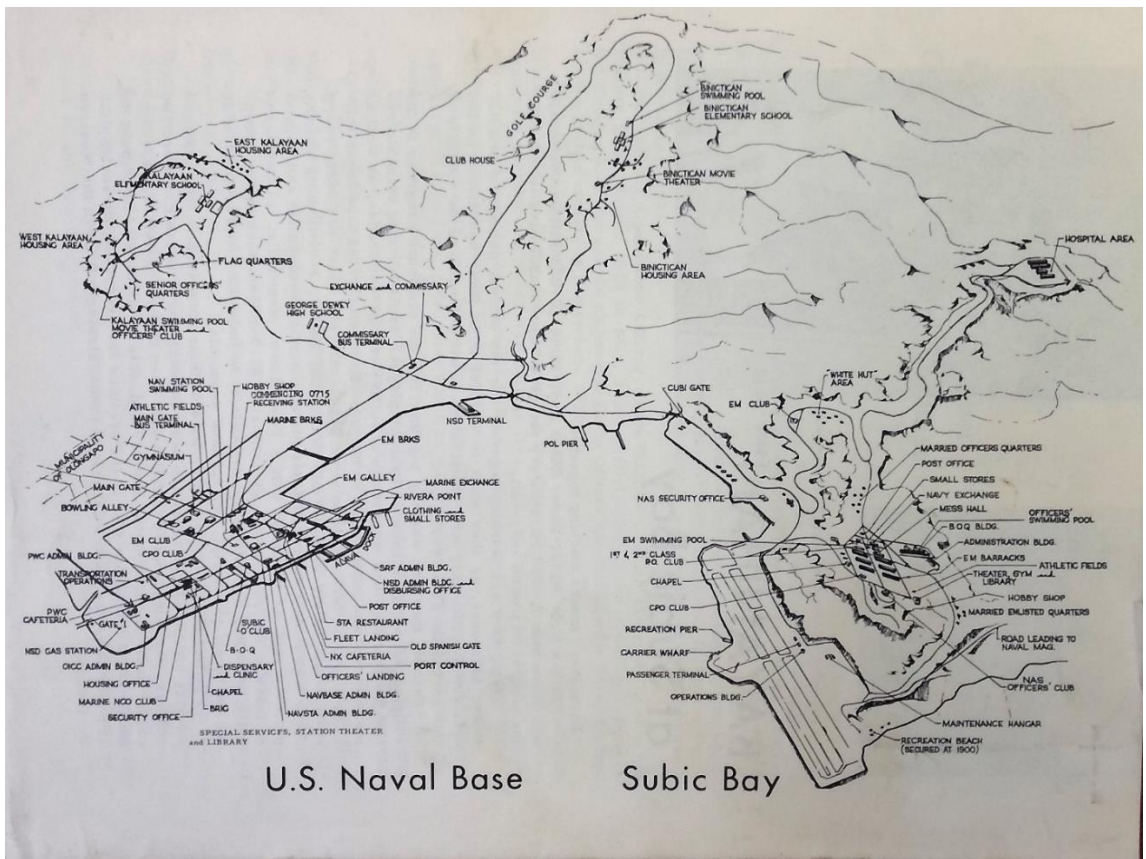 GOLF COURSE
CLUB HOUSE
BINICTICAN
SWIMMING POOL
BINICTICAN
ELEMENTARY SCHOOL
BINICTICAN MOVIE
THEATER
BINICTICAN
HOUSING AREA
EAST KALAYAAN
HOUSING AREA
KALAYAAN
ELEMENTARY SCHOOL
WEST KALAYAAN
HOUSING AREA
FLAG QUARTERS
SENIOR OFFICERS'
QUARTERS
KALAYAAN SWIMMING POOL
MOVIE THEATER and
OFFICERS' CLUB
EXCHANGE and COMMISSARY
GEORGE DEWEY
HIGH SCHOOL
COMMISSARY
BUS TERMINAL
HOSPITAL AREA
NAV STATION
SWIMMING POOL
HOBBY SHOP
COMMENCING 0715
RECEIVING STATION
ATHLETIC FIELDS
MAIN GATE
BUS TERMINAL
MARINE BRKS
GYMNASIUM
MUNICIPALITY
OF OLONGAPO
MAIN GATE
BOWLING ALLEY
EM BRKS
NSD TERMINAL
POL PIER
CUBI GATE
WHITE HUT
AREA
EM CLUB
EM GALLEY
MARINE EXCHANGE
RIVERA POINT
CLOTHING and
SMALL STORES
ALAVA DOCK
EM CLUB
CPO CLUB
PWC ADMIN BLDG.
TRANSPORTATION
OPERATIONS
PWC
CAFETERIA
GATE 1
NSD GAS STATION
OICC ADMIN BLDG.
HOUSING OFFICE
MARINE NCO CLUB
SECURITY OFFICE
SRF ADMIN BLDG.
NSD ADMIN BLDG. and
DISBURSING OFFICE
POST OFFICE
STA RESTAURANT
FLEET LANDING
OLD SPANISH GATE
NX CAFETERIA
PORT CONTROL
OFFICERS' LANDING
SUBIC
O'CLUB
B-O-Q
DISPENSARY
and CLINIC
CHAPEL
BRIG
NAVBASE ADMIN BLDG.
NAVSTA ADMIN BLDG.
SPECIAL SERVICES, STATION THEATER
and LIBRARY
NAS SECURITY OFFICE
EM SWIMMING POOL
1ST & 2ND CLASS
P.O. CLUB
CHAPEL
CPO CLUB
RECREATION PIER
CARRIER WHARF
PASSENGER TERMINAL
OPERATIONS BLDG.
MARRIED OFFICERS QUARTERS
POST OFFICE
SMALL STORES
NAVY EXCHANGE
MESS HALL
OFFICERS'
SWIMMING POOL
B O Q BLDG.
ADMINISTRATION BLDG.
EM BARRACKS
ATHLETIC FIELDS
THEATER, GYM and
LIBRARY
HOBBY SHOP
MARRIED ENLISTED QUARTERS
ROAD LEADING TO
NAVAL MAG.
NAS
OFFICERS' CLUB
MAINTENANCE HANGAR
RECREATION BEACH
(SECURED AT 1900)
U.S. Naval Base Subic Bay